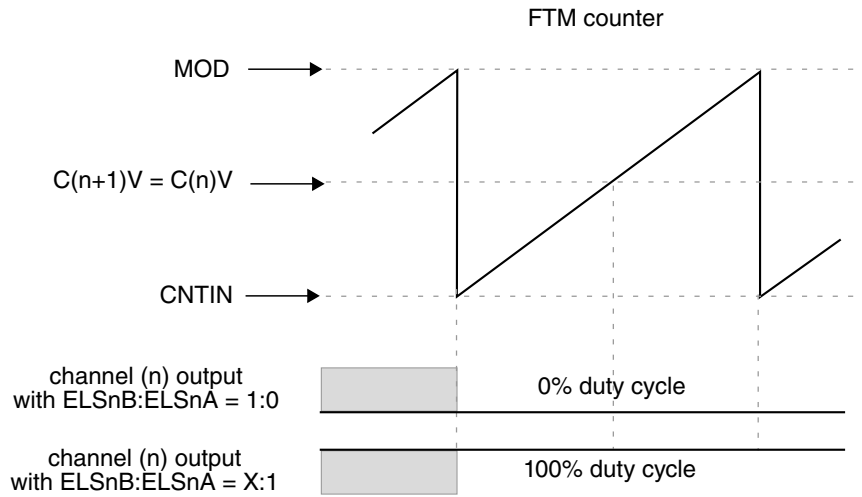 FTM counter
MOD
C(n+1)V = C(n)V
CNTIN
channel (n) output
with ELSnB:ELSnA = 1:0
0% duty cycle
channel (n) output
with ELSnB:ELSnA = X:1
100% duty cycle